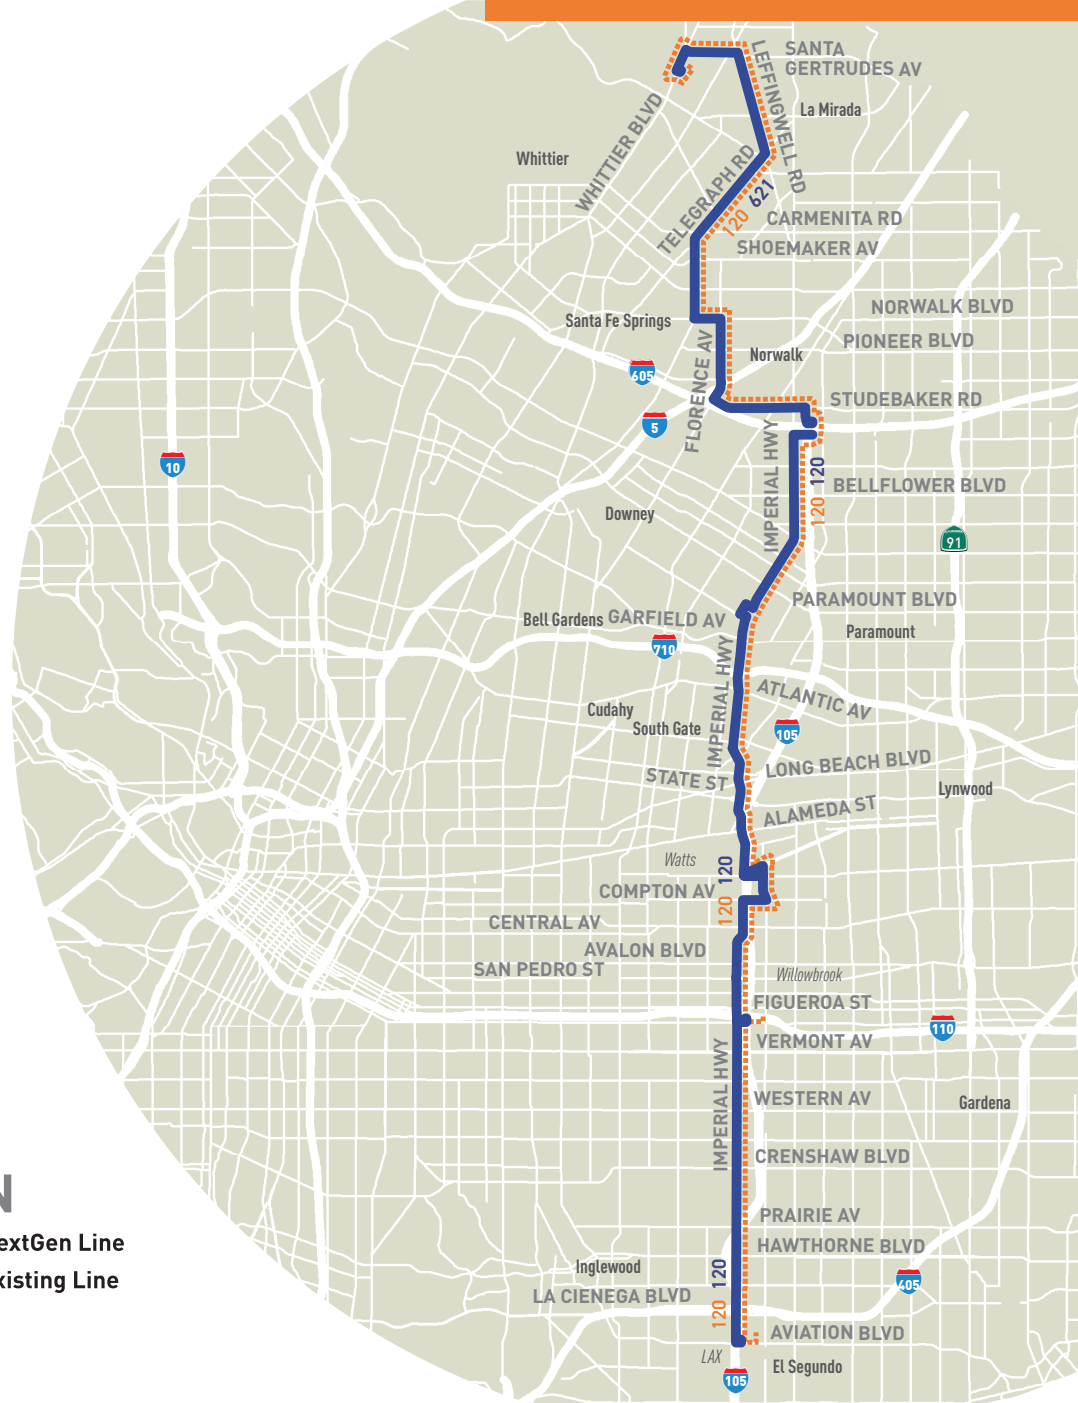 SANTA
GERTRUDES AV
LEFFINGWELL RD
La Mirada
WHITTIER BLVD
Whittier
TELEGRAPH RD
120 621
CARMENITA RD
SHOEMAKER AV
NORWALK BLVD
Santa Fe Springs
PIONEER BLVD
FLORENCE AV
Norwalk
605
STUDEBAKER RD
5
IMPERIAL HWY
10
120 120
BELLFLOWER BLVD
Downey
91
PARAMOUNT BLVD
Bell Gardens
GARFIELD AV
Paramount
710
IMPERIAL HWY
ATLANTIC AV
Cudahy
South Gate
105
LONG BEACH BLVD
STATE ST
Lynwood
ALAMEDA ST
Watts
120 120
COMPTON AV
CENTRAL AV
AVALON BLVD
SAN PEDRO ST
Willowbrook
FIGUEROA ST
110
VERMONT AV
IMPERIAL HWY
WESTERN AV
Gardena
CRENSHAW BLVD
N
PRAIRIE AV
extGen Line
HAWTHORNE BLVD
Inglewood
120 120
405
xisting Line
LA CIENEGA BLVD
AVIATION BLVD
LAX
El Segundo
105